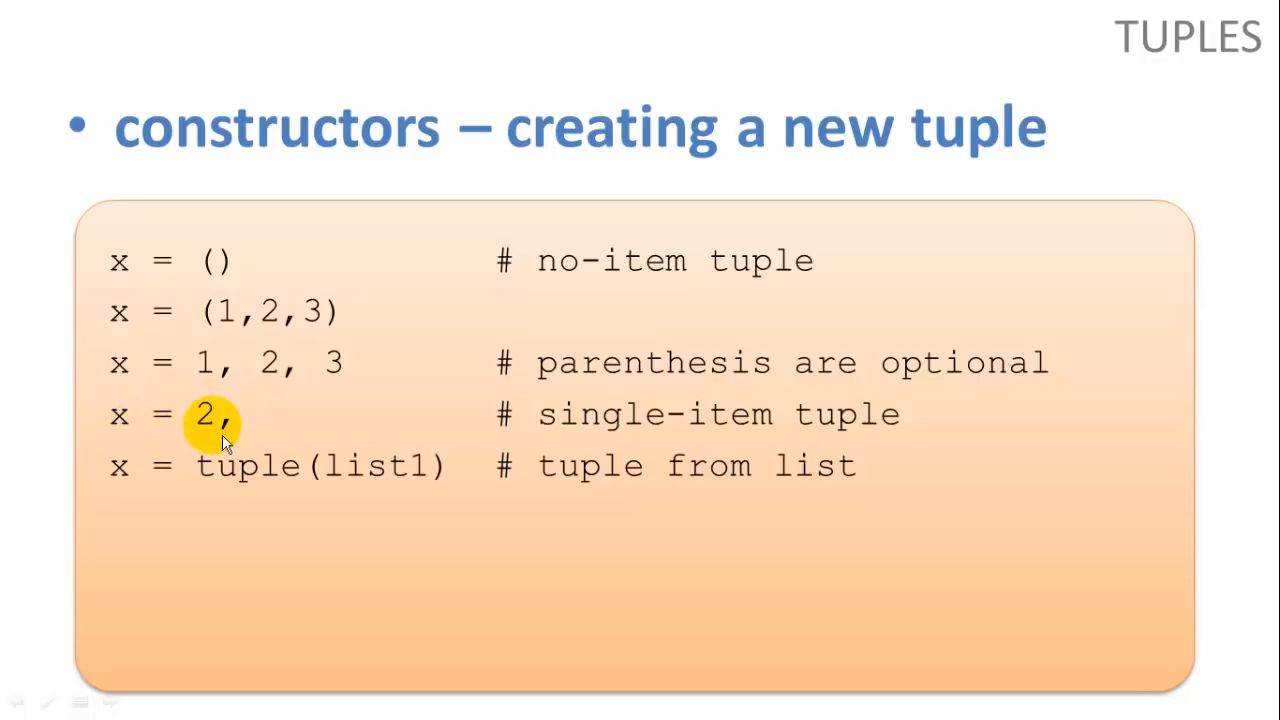 TUPLES
• constructors – creating a new tuple
x = () # no-item tuple
x = (1,2,3)
x = 1, 2, 3 # parenthesis are optional
x = 2, # single-item tuple
x = tuple(list1) # tuple from list